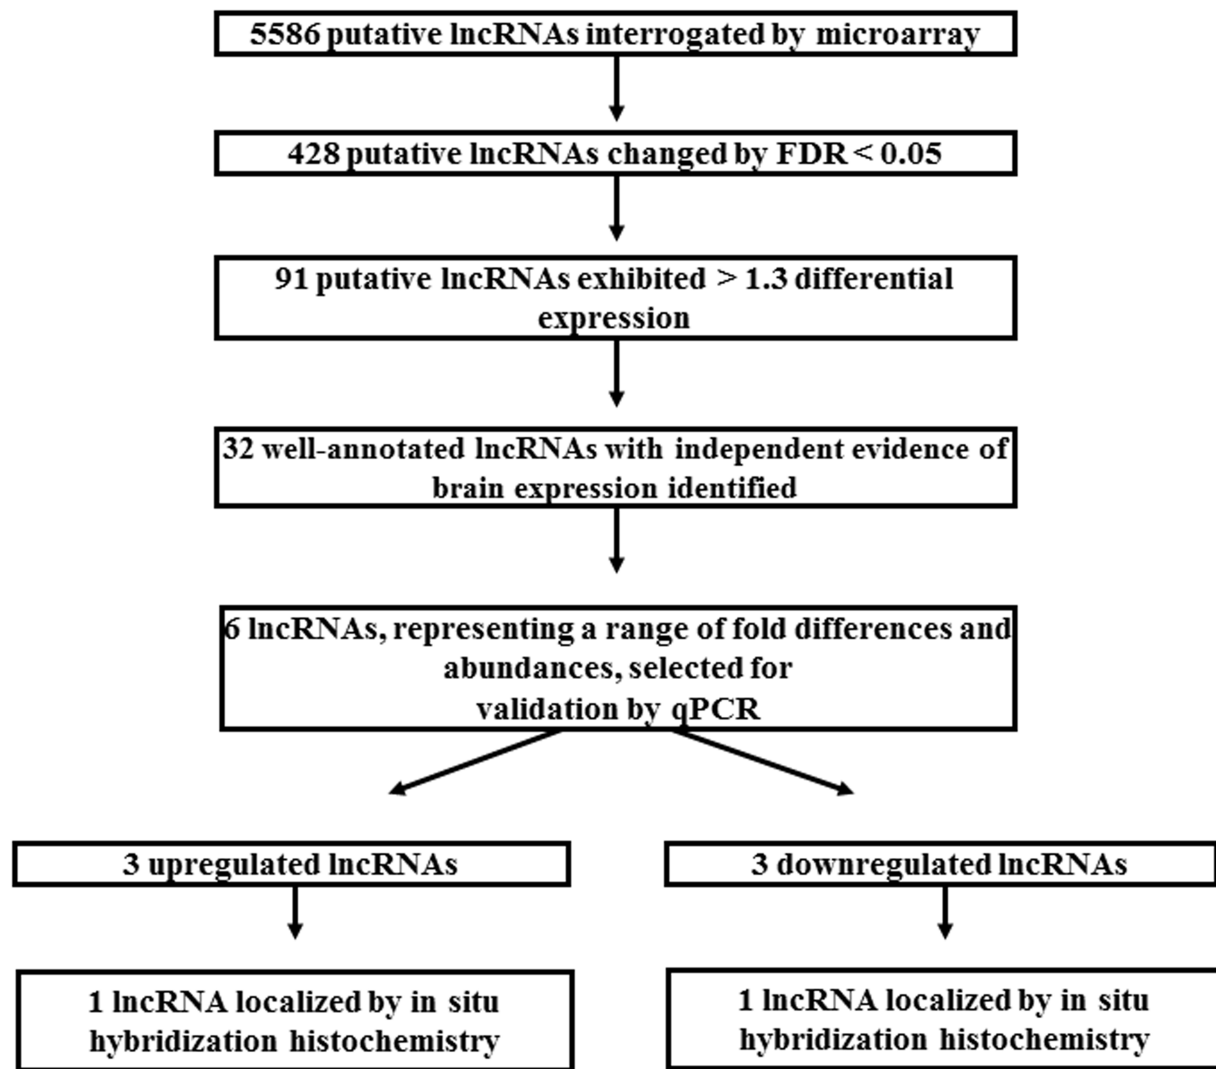 5586 putative lncRNAs interrogated by microarray
428 putative lncRNAs changed by FDR < 0.05
91 putative lncRNAs exhibited > 1.3 differential
expression
32 well-annotated lncRNAs with independent evidence of
brain expression identified
6 lncRNAs, representing a range of fold differences and
abundances, selected for
validation by qPCR
3 upregulated lncRNAs
3 downregulated lncRNAs
1 lncRNA localized by in situ
hybridization histochemistry
1 lncRNA localized by in situ
hybridization histochemistry